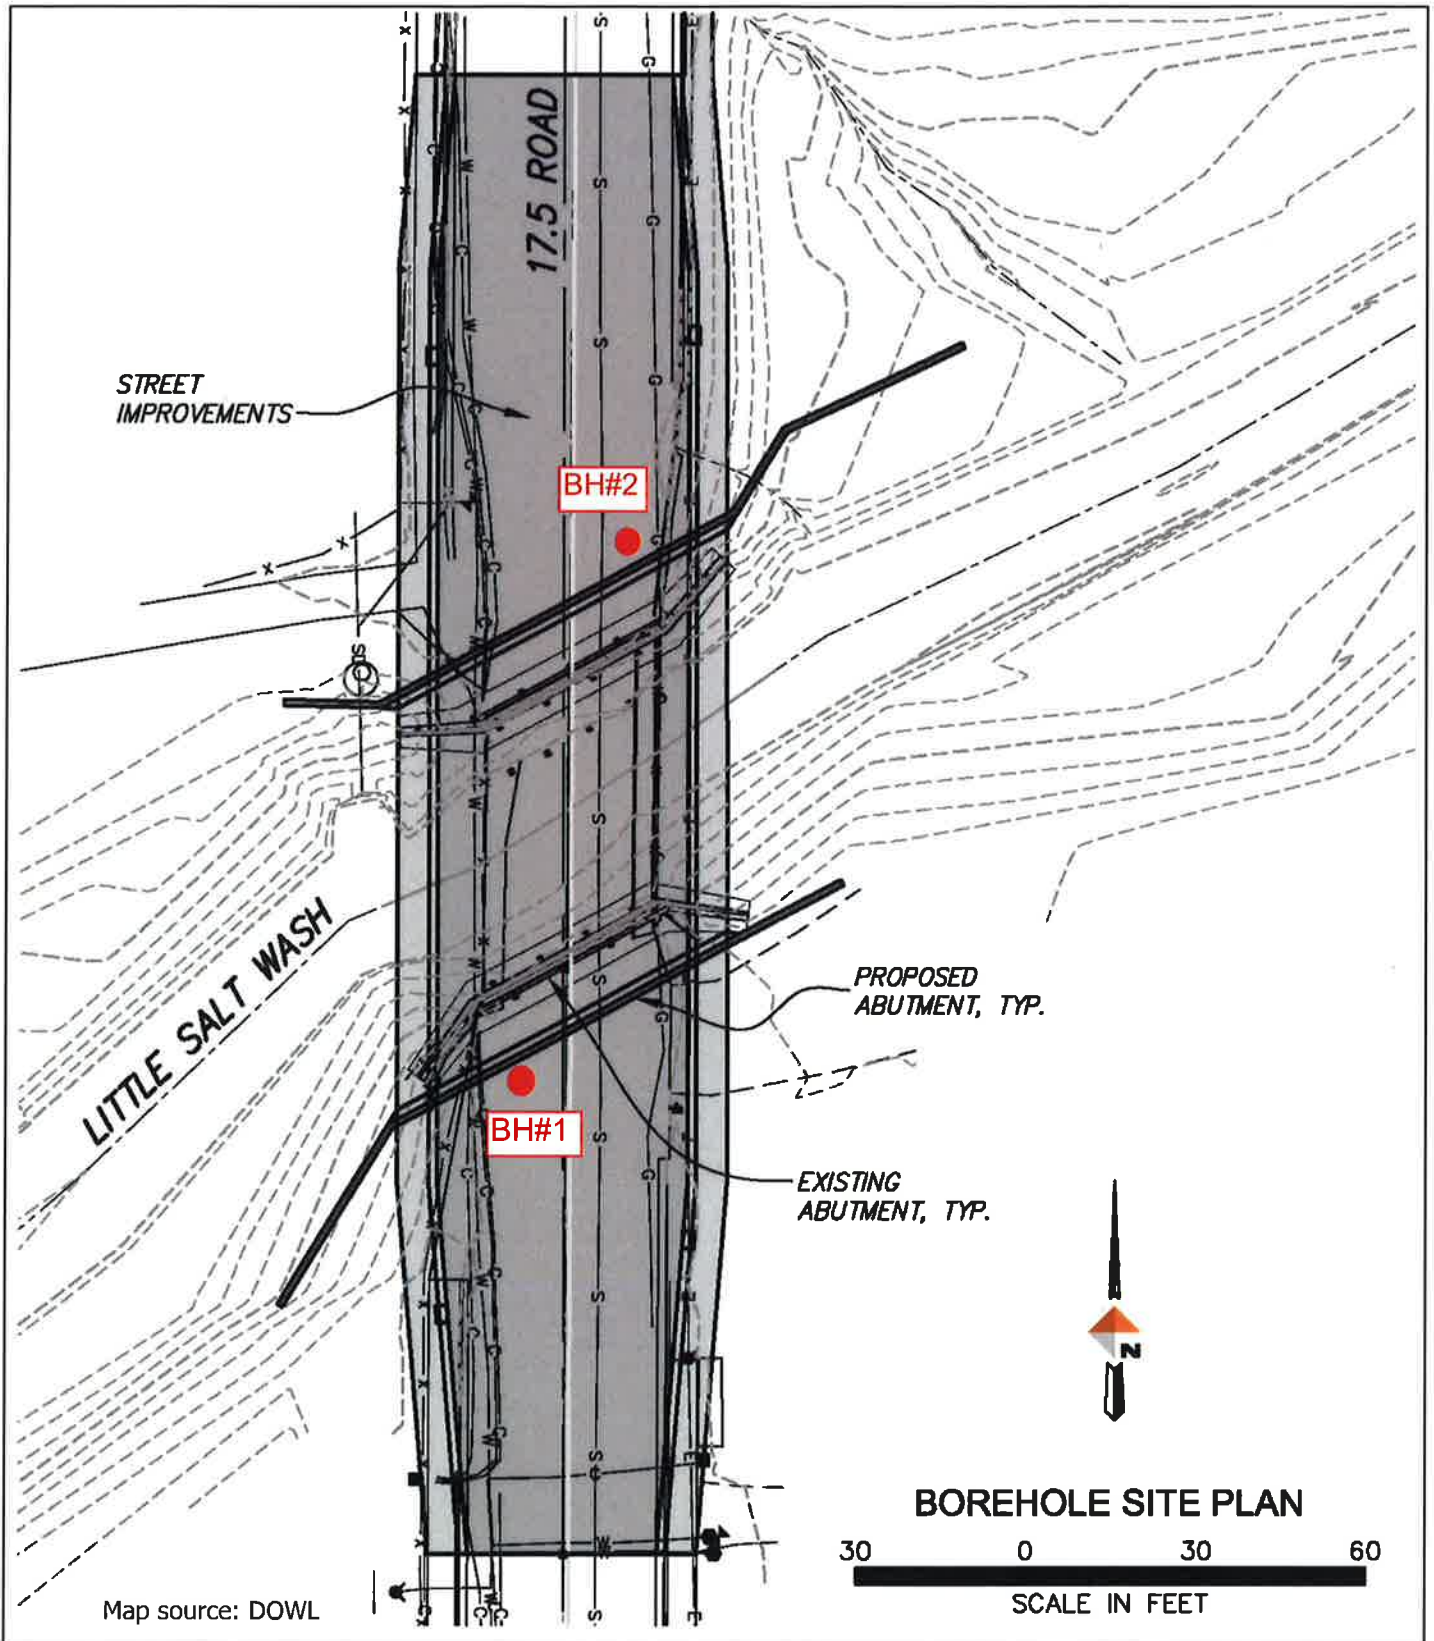 17.5 ROAD
STREET
IMPROVEMENTS
BH#2
SD
LITTLE SALT WASH
PROPOSED
ABUTMENT, TYP.
BH#1
EXISTING
ABUTMENT, TYP.
N
BOREHOLE SITE PLAN
30 0 30 60
SCALE IN FEET
Map source: DOWL